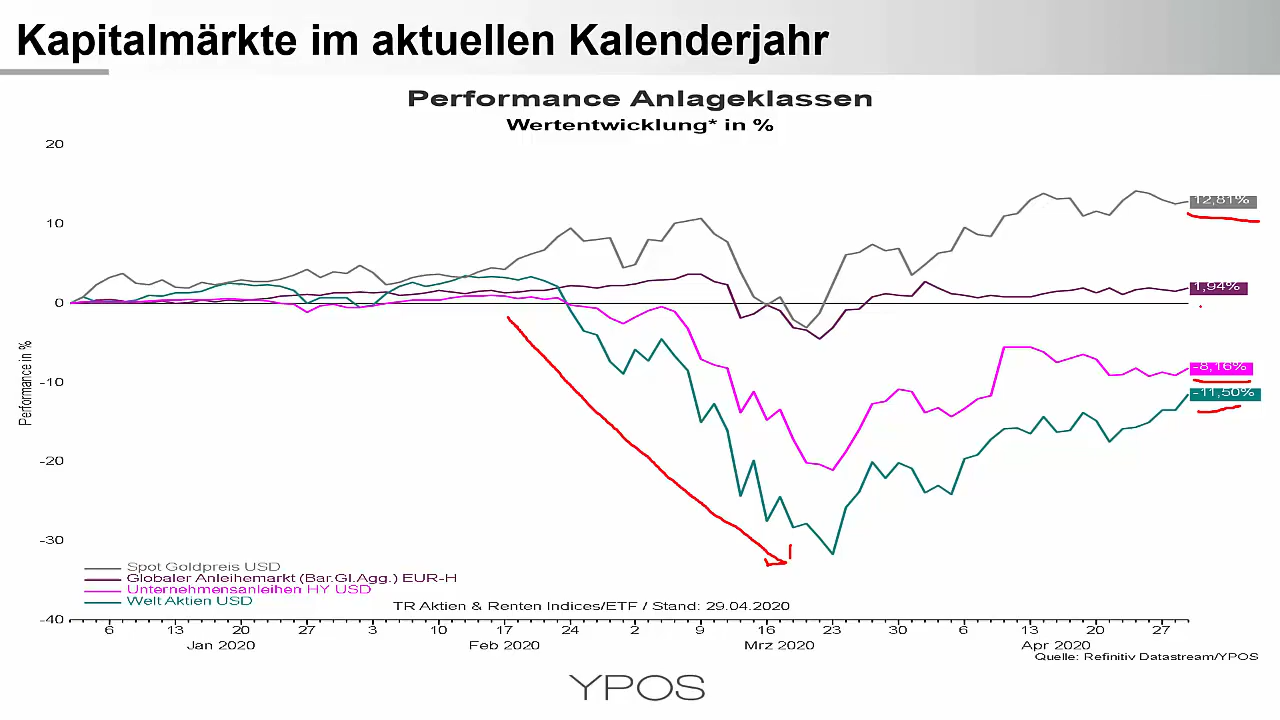 Kapitalmärkte im aktuellen Kalenderjahr
Performance Anlageklassen
Wertentwicklung* in %
20
10
0
-10
-20
-30
-40
Performance in %
12,81%
1,94%
-8,16%
-11,50%
Spot Goldpreis USD
Globaler Anleihemarkt (Bar.Gl.Agg.) EUR-H
Unternehmensanleihen HY USD
Welt Aktien USD
TR Aktien & Renten Indices/ETF / Stand: 29.04.2020
6 13 20 27 3 10 17 24 2 9 16 23 30 6 13 20 27
Jan 2020 Feb 2020 Mrz 2020 Apr 2020
Quelle: Refinitiv Datastream/YPOS
YPOS